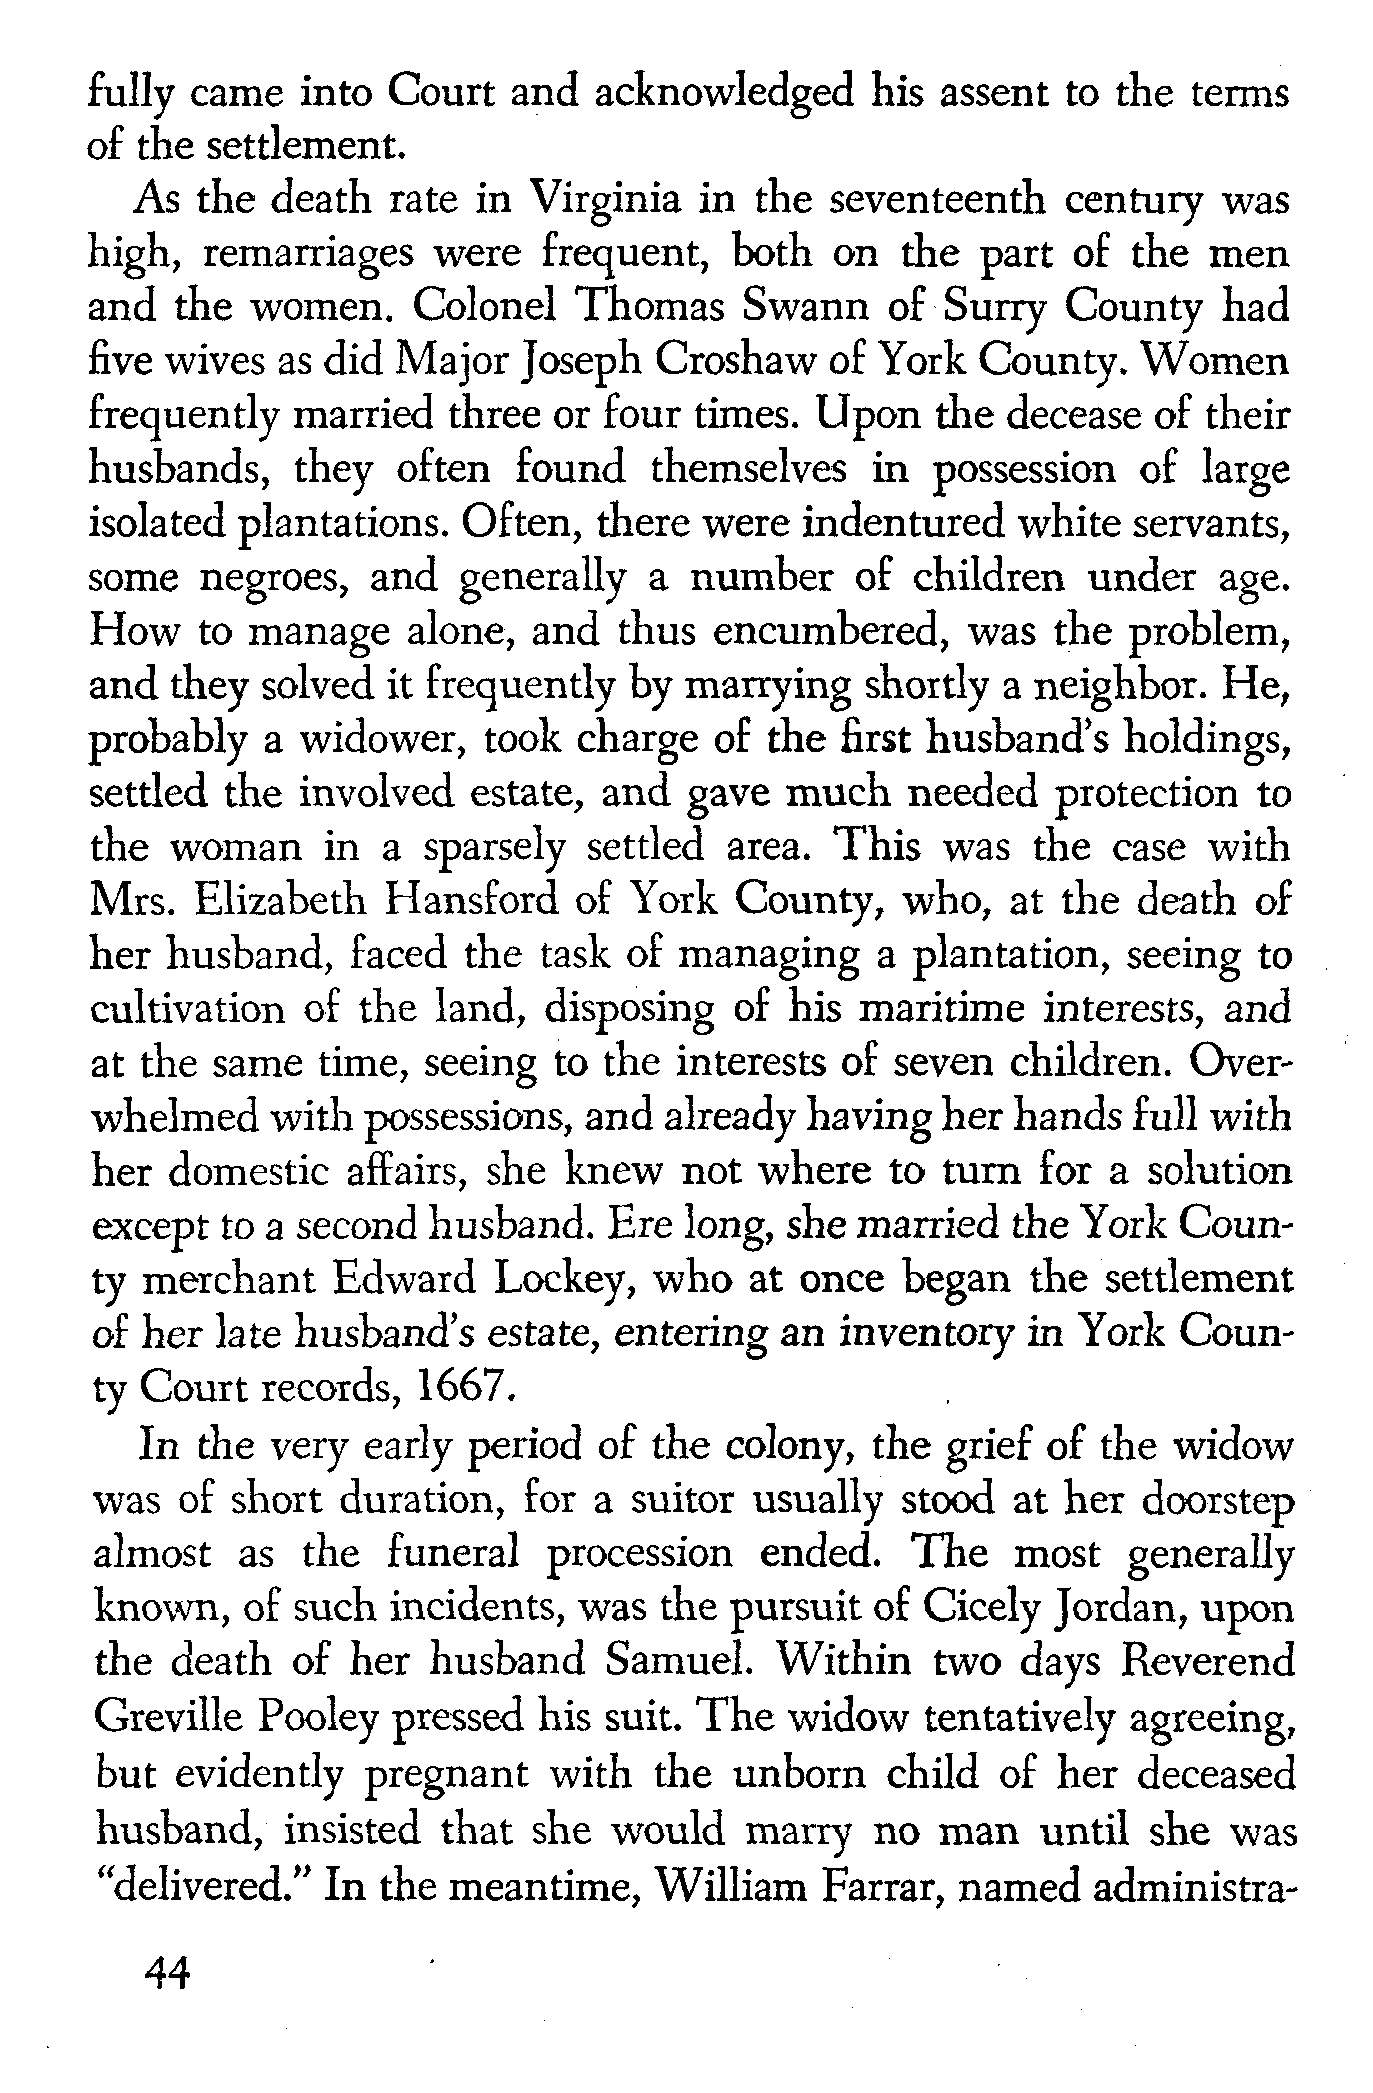 fully came into Court and acknowledged his assent to the terms
of the settlement.
As the death rate in Virginia in the seventeenth century was
high, remarriages were frequent, both on the part of the men
and the women. Colonel Thomas Swann of Surry County had
five wives as did Major Joseph Croshaw of York County. Women
frequently married three or four times. Upon the decease of their
husbands, they often found themselves in possession of large
isolated plantations. Often, there were indentured white servants,
some negroes, and generally a number of children under age.
How to manage alone, and thus encumbered, was the problem,
and they solved it frequently by marrying shortly a neighbor. He,
probably a widower, took charge of the first husband's holdings,
settled the involved estate, and gave much needed protection to
the woman in a sparsely settled area. This was the case with
Mrs. Elizabeth Hansford of York County, who, at the death of
her husband, faced the task of managing a plantation, seeing to
cultivation of the land, disposing of his maritime interests, and
at the same time, seeing to the interests of seven children. Over-
whelmed with possessions, and already having her hands full with
her domestic affairs, she knew not where to turn for a solution
except to a second husband. Ere long, she married the York Coun-
ty merchant Edward Lockey, who at once began the settlement
of her late husband's estate, entering an inventory in York Coun-
ty Court records, 1667.
In the very early period of the colony, the grief of the widow
was of short duration, for a suitor usually stood at her doorstep
almost as the funeral procession ended. The most generally
known, of such incidents, was the pursuit of Cicely Jordan, upon
the death of her husband Samuel. Within two days Reverend
Greville Pooley pressed his suit. The widow tentatively agreeing,
but evidently pregnant with the unborn child of her deceased
husband, insisted that she would marry no man until she was
"delivered." In the meantime, William Farrar, named administra-
44